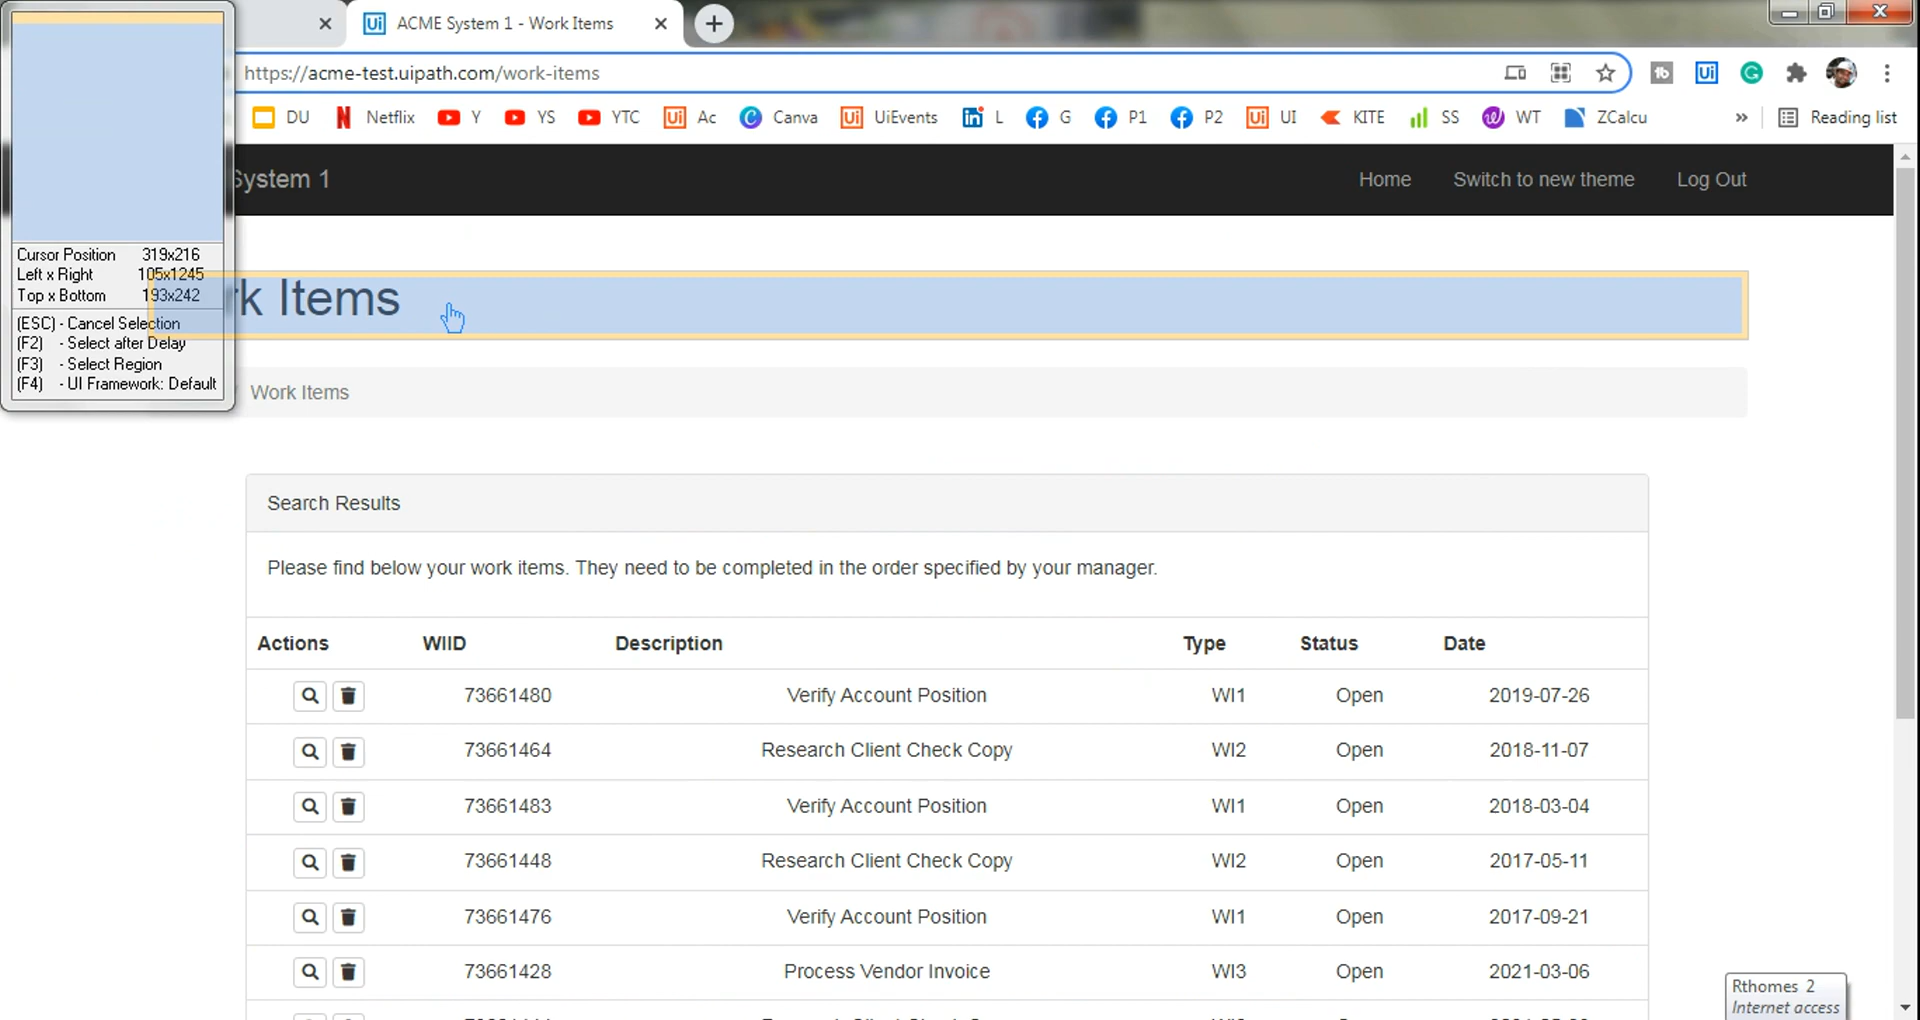 ACME System 1 - Work Items
https://acme-test.uipath.com/work-items
DU Netflix Y YS YTC Ui Ac Canva Ui UiEvents L G P1 P2 Ui UI KITE SS WT ZCalcu » Reading list
System 1 Home Switch to new theme Log Out
Cursor Position 319x216
Left x Right 105x1245
Top x Bottom 193x242
(ESC) - Cancel Selection
(F2) - Select after Delay
(F3) - Select Region
(F4) - UI Framework: Default
rk Items
Work Items
Search Results
Please find below your work items. They need to be completed in the order specified by your manager.
Actions WIID Description Type Status Date
73661480 Verify Account Position WI1 Open 2019-07-26
73661464 Research Client Check Copy WI2 Open 2018-11-07
73661483 Verify Account Position WI1 Open 2018-03-04
73661448 Research Client Check Copy WI2 Open 2017-05-11
73661476 Verify Account Position WI1 Open 2017-09-21
73661428 Process Vendor Invoice WI3 Open 2021-03-06
Rthomes 2
Internet access